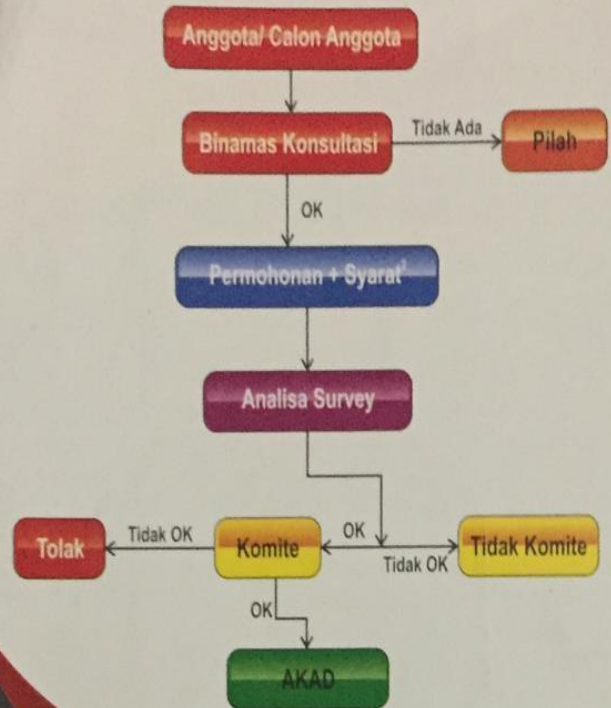 Anggota/ Calon Anggota
Binamas Konsultasi
Tidak Ada
Pilah
OK
Permohonan + Syarat²
Analisa Survey
Tolak
Tidak OK
Komite
OK
Tidak OK
Tidak Komite
OK
AKAD